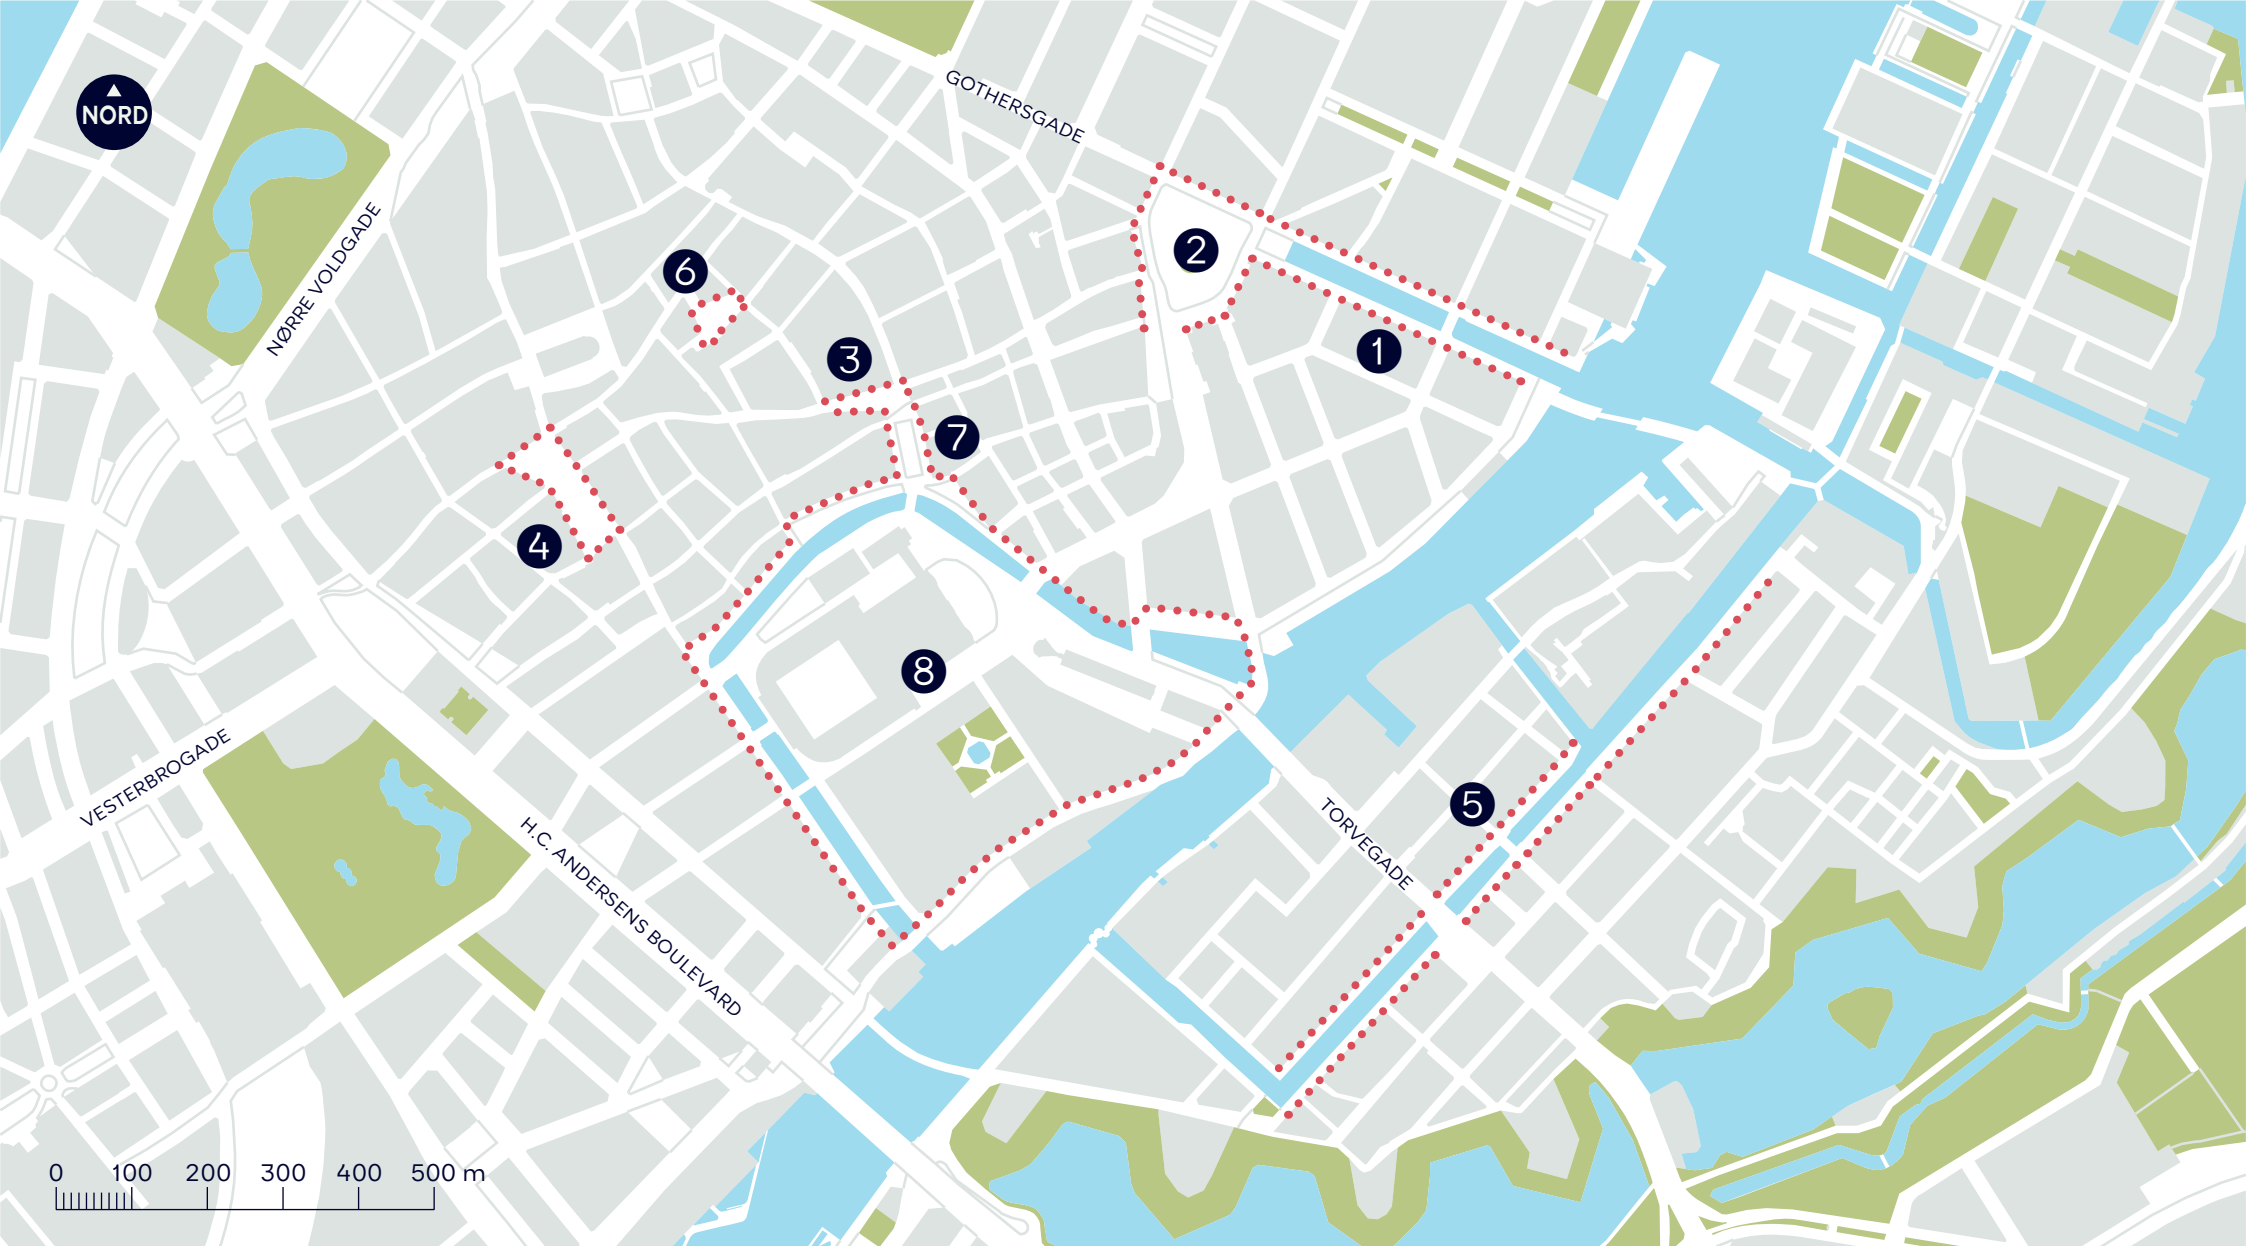 GOTHERSGADE
NORD
NØRRE VOLDGADE
2
6
1
3
7
4
8
VESTERBROGADE
5
TORVEGADE
H.C. ANDERSENS BOULEVARD
0 100 200 300 400 500 m